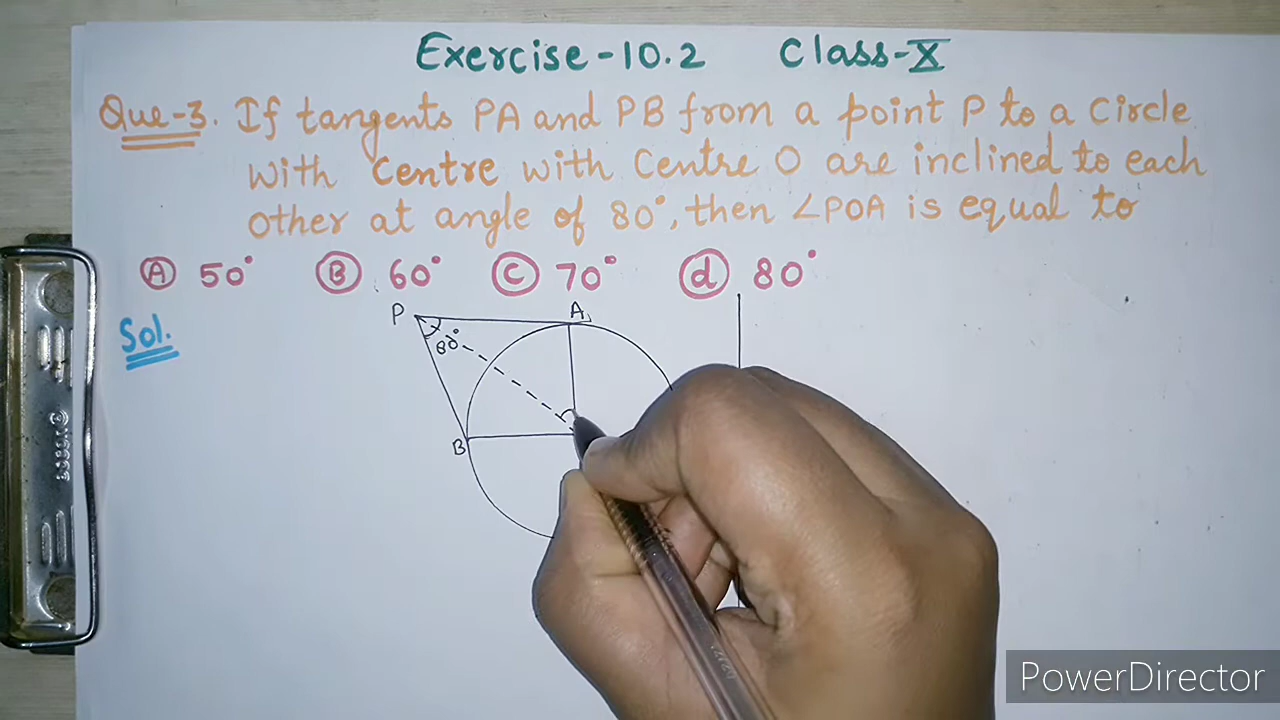 Exercise-10.2 Class-X
Que-3. If tangents PA and PB from a point P to a Circle
With Centre with Centre O are inclined to each
other at angle of 80°, then ∠POA is equal to
(A) 50° (B) 60° (C) 70° (d) 80°
Sol.
P A
80°
B
PowerDirector